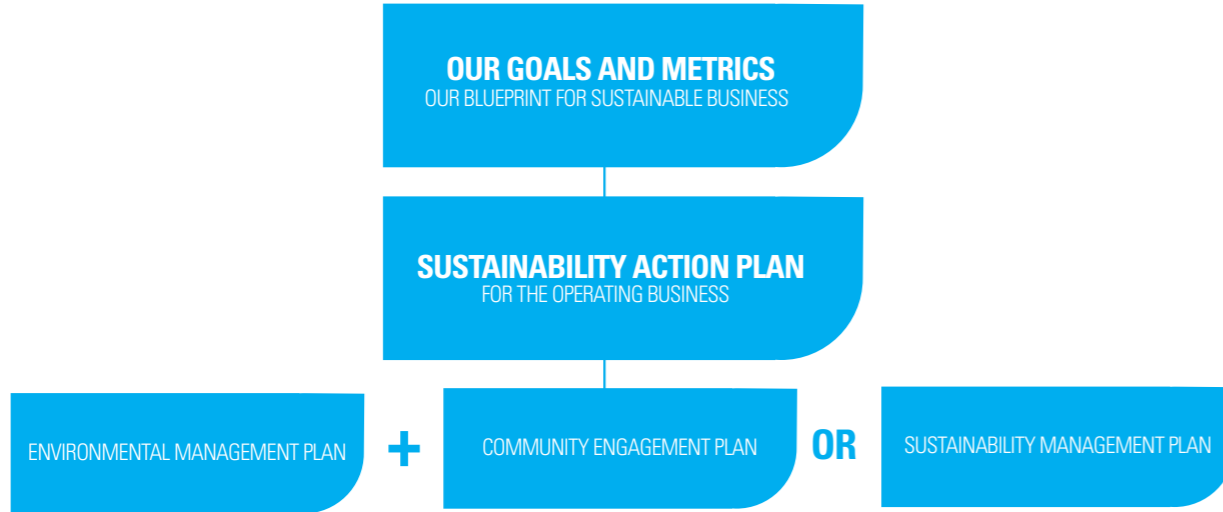 OUR GOALS AND METRICS
OUR BLUEPRINT FOR SUSTAINABLE BUSINESS
SUSTAINABILITY ACTION PLAN
FOR THE OPERATING BUSINESS
ENVIRONMENTAL MANAGEMENT PLAN + COMMUNITY ENGAGEMENT PLAN OR SUSTAINABILITY MANAGEMENT PLAN